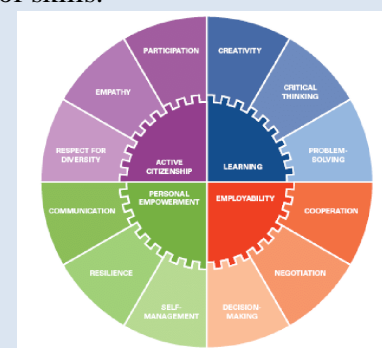 of skills.
PARTICIPATION
CREATIVITY
EMPATHY
CRITICAL
THINKING
RESPECT FOR
DIVERSITY
ACTIVE
CITIZENSHIP
LEARNING
PROBLEM-
SOLVING
COMMUNICATION
PERSONAL
EMPOWERMENT
EMPLOYABILITY
COOPERATION
RESILIENCE
NEGOTIATION
SELF-
MANAGEMENT
DECISION-
MAKING